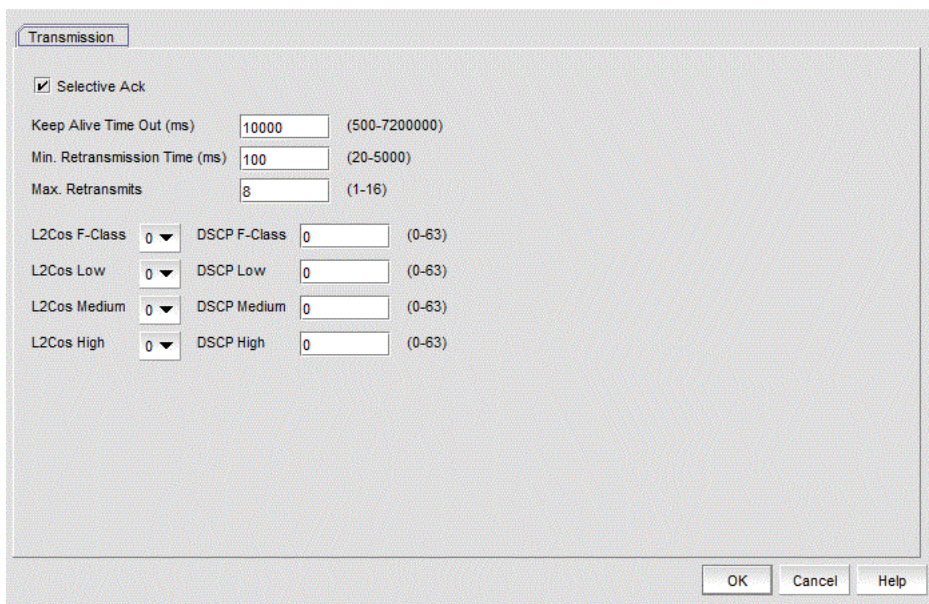 Transmission
Selective Ack
Keep Alive Time Out (ms) 10000 (500-7200000)
Min. Retransmission Time (ms) 100 (20-5000)
Max. Retransmits 8 (1-16)
L2Cos F-Class 0 DSCP F-Class 0 (0-63)
L2Cos Low 0 DSCP Low 0 (0-63)
L2Cos Medium 0 DSCP Medium 0 (0-63)
L2Cos High 0 DSCP High 0 (0-63)
OK Cancel Help